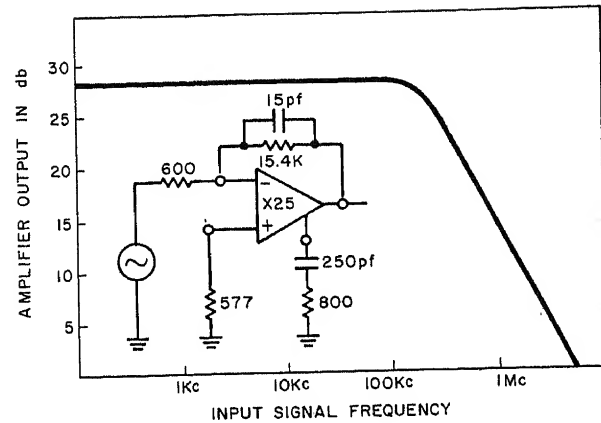 AMPLIFIER OUTPUT IN db
30
25
20
15
10
5
15pf
15.4K
600
−
X25
+
250pf
577
800
1Kc
10Kc
100Kc
1Mc
INPUT SIGNAL FREQUENCY